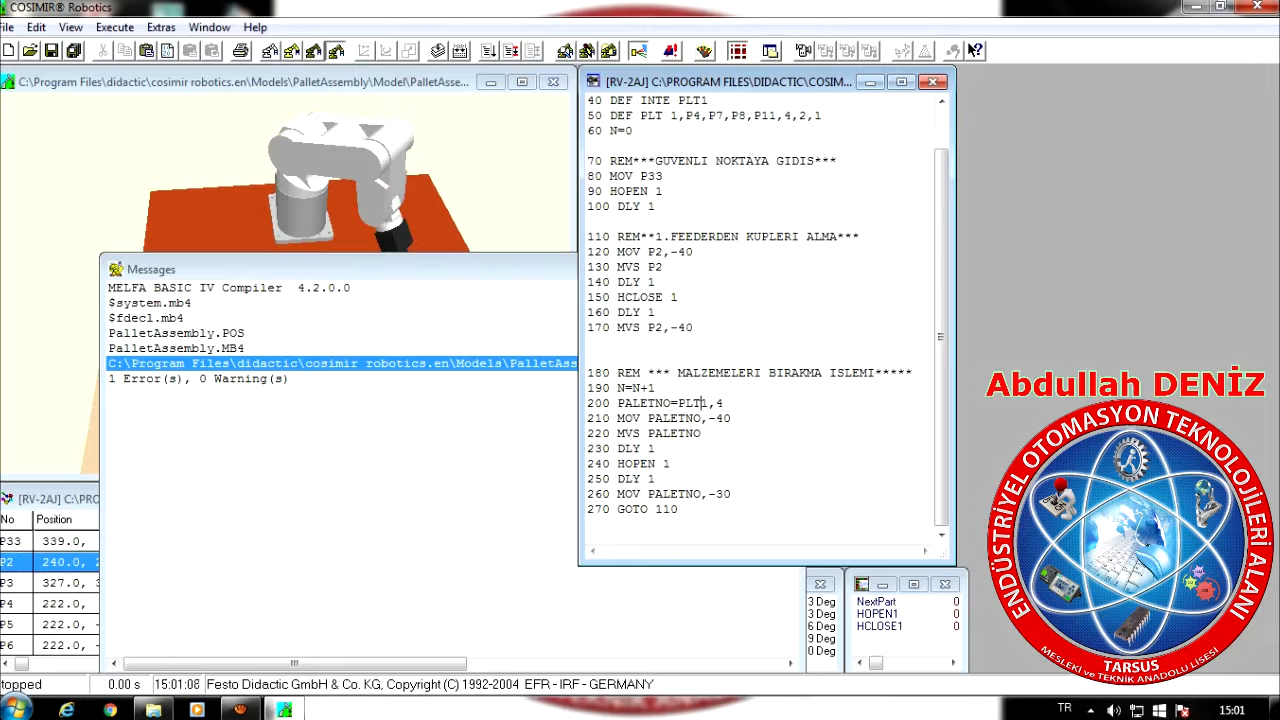 COSIMIR® Robotics
File Edit View Execute Extras Window Help
C:\Program Files\didactic\cosimir robotics.en\Models\PalletAssembly\Model\PalletAsse...
[RV-2AJ] C:\PROGRAM FILES\DIDACTIC\COSIM...
40 DEF INTE PLT1
50 DEF PLT 1,P4,P7,P8,P11,4,2,1
60 N=0
70 REM***GUVENLI NOKTAYA GIDIS***
80 MOV P33
90 HOPEN 1
100 DLY 1
110 REM**1.FEEDERDEN KUPLERI ALMA***
120 MOV P2,-40
130 MVS P2
140 DLY 1
150 HCLOSE 1
160 DLY 1
170 MVS P2,-40
180 REM *** MALZEMELERI BIRAKMA ISLEMI*****
190 N=N+1
200 PALETNO=PLT1,4
210 MOV PALETNO,-40
220 MVS PALETNO
230 DLY 1
240 HOPEN 1
250 DLY 1
260 MOV PALETNO,-30
270 GOTO 110
Messages
MELFA BASIC IV Compiler 4.2.0.0
$system.mb4
$fdecl.mb4
PalletAssembly.POS
PalletAssembly.MB4
C:\Program Files\didactic\cosimir robotics.en\Models\PalletAss
1 Error(s), 0 Warning(s)
[RV-2AJ] C:\PRO
No Position
P33 339.0,
P2 240.0, 2
P3 327.0, 3
P4 222.0,
P5 222.0, -
P6 222.0, -
3 Deg
3 Deg
6 Deg
9 Deg
0 Deg
NextPart 0
HOPEN1 0
HCLOSE1 0
topped 0.00 s 15:01:08 Festo Didactic GmbH & Co. KG, Copyright (C) 1992-2004 EFR - IRF - GERMANY
TR 15:01
Abdullah DENİZ
ENDÜSTRİYEL OTOMASYON TEKNOLOJİLERİ ALANI
TARSUS
MESLEKİ ve TEKNİK ANADOLU LİSESİ